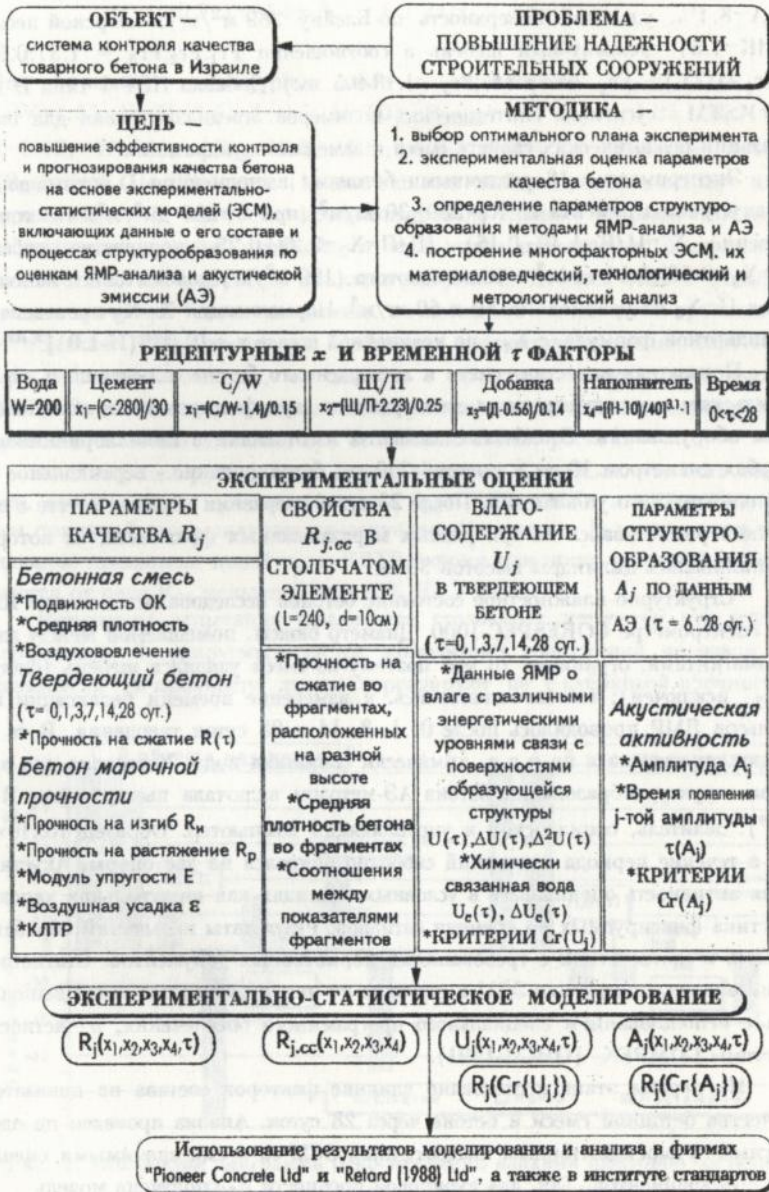 ОБЪЕКТ –
система контроля качества
товарного бетона в Израиле
ПРОБЛЕМА –
ПОВЫШЕНИЕ НАДЕЖНОСТИ
СТРОИТЕЛЬНЫХ СООРУЖЕНИЙ
ЦЕЛЬ –
повышение эффективности контроля
и прогнозирования качества бетона
на основе экспериментально-
статистических моделей (ЭСМ),
включающих данные о его составе и
процессах структурообразования по
оценкам ЯМР-анализа и акустической
эмиссии (АЭ)
МЕТОДИКА –
1. выбор оптимального плана эксперимента
2. экспериментальная оценка параметров
качества бетона
3. определение параметров структуро-
образования методами ЯМР-анализа и АЭ
4. построение многофакторных ЭСМ, их
материаловедческий, технологический и
метрологический анализ
РЕЦЕПТУРНЫЕ x И ВРЕМЕННОЙ τ ФАКТОРЫ
Вода
W=200
Цемент
x₁=(C-280)/30
C/W
x₁=(C/W-1.4)/0.15
Щ/П
x₂=(Щ/П-2.23)/0.25
Добавка
x₃=(Д-0.56)/0.14
Наполнитель
x₄=[(Н-10)/40]³·¹-1
Время
0<τ<28
ЭКСПЕРИМЕНТАЛЬНЫЕ ОЦЕНКИ
ПАРАМЕТРЫ
КАЧЕСТВА Rj
Бетонная смесь
*Подвижность ОК
*Средняя плотность
*Воздухововлечение
Твердеющий бетон
(τ= 0,1,3,7,14,28 сут.)
*Прочность на сжатие R(τ)
Бетон марочной
прочности
*Прочность на изгиб Rи
*Прочность на растяжение Rр
*Модуль упругости E
*Воздушная усадка ε
*КЛТР
СВОЙСТВА
Rj.cc В
СТОЛБЧАТОМ
ЭЛЕМЕНТЕ
(l=240, d=10см)
*Прочность на
сжатие во
фрагментах,
расположенных
на разной
высоте
*Средняя
плотность бетона
во фрагментах
*Соотношения
между
показателями
фрагментов
ВЛАГО-
СОДЕРЖАНИЕ
Uj
В ТВЕРДЕЮЩЕМ
БЕТОНЕ
(τ=0,1,3,7,14,28 сут.)
*Данные ЯМР о
влаге с различными
энергетическими
уровнями связи с
поверхностями
образующейся
структуры
U(τ),ΔU(τ),Δ²U(τ)
*Химически
связанная вода
Uc(τ), ΔUc(τ)
*КРИТЕРИИ Cr(Uj)
ПАРАМЕТРЫ
СТРУКТУРО-
ОБРАЗОВАНИЯ
Aj ПО ДАННЫМ
АЭ (τ = 6..28 сут.)
Акустическая
активность
*Амплитуда Aj
*Время появления
j-той амплитуды
τ(Aj)
*КРИТЕРИИ
Cr(Aj)
ЭКСПЕРИМЕНТАЛЬНО-СТАТИСТИЧЕСКОЕ МОДЕЛИРОВАНИЕ
Rj(x₁,x₂,x₃,x₄,τ)
Rj.cc(x₁,x₂,x₃,x₄)
Uj(x₁,x₂,x₃,x₄,τ)
Aj(x₁,x₂,x₃,x₄,τ)
Rj(Cr{Uj})
Rj(Cr{Aj})
Использование результатов моделирования и анализа в фирмах
"Pioneer Concrete Ltd" и "Retard (1988) Ltd", а также в институте стандартов